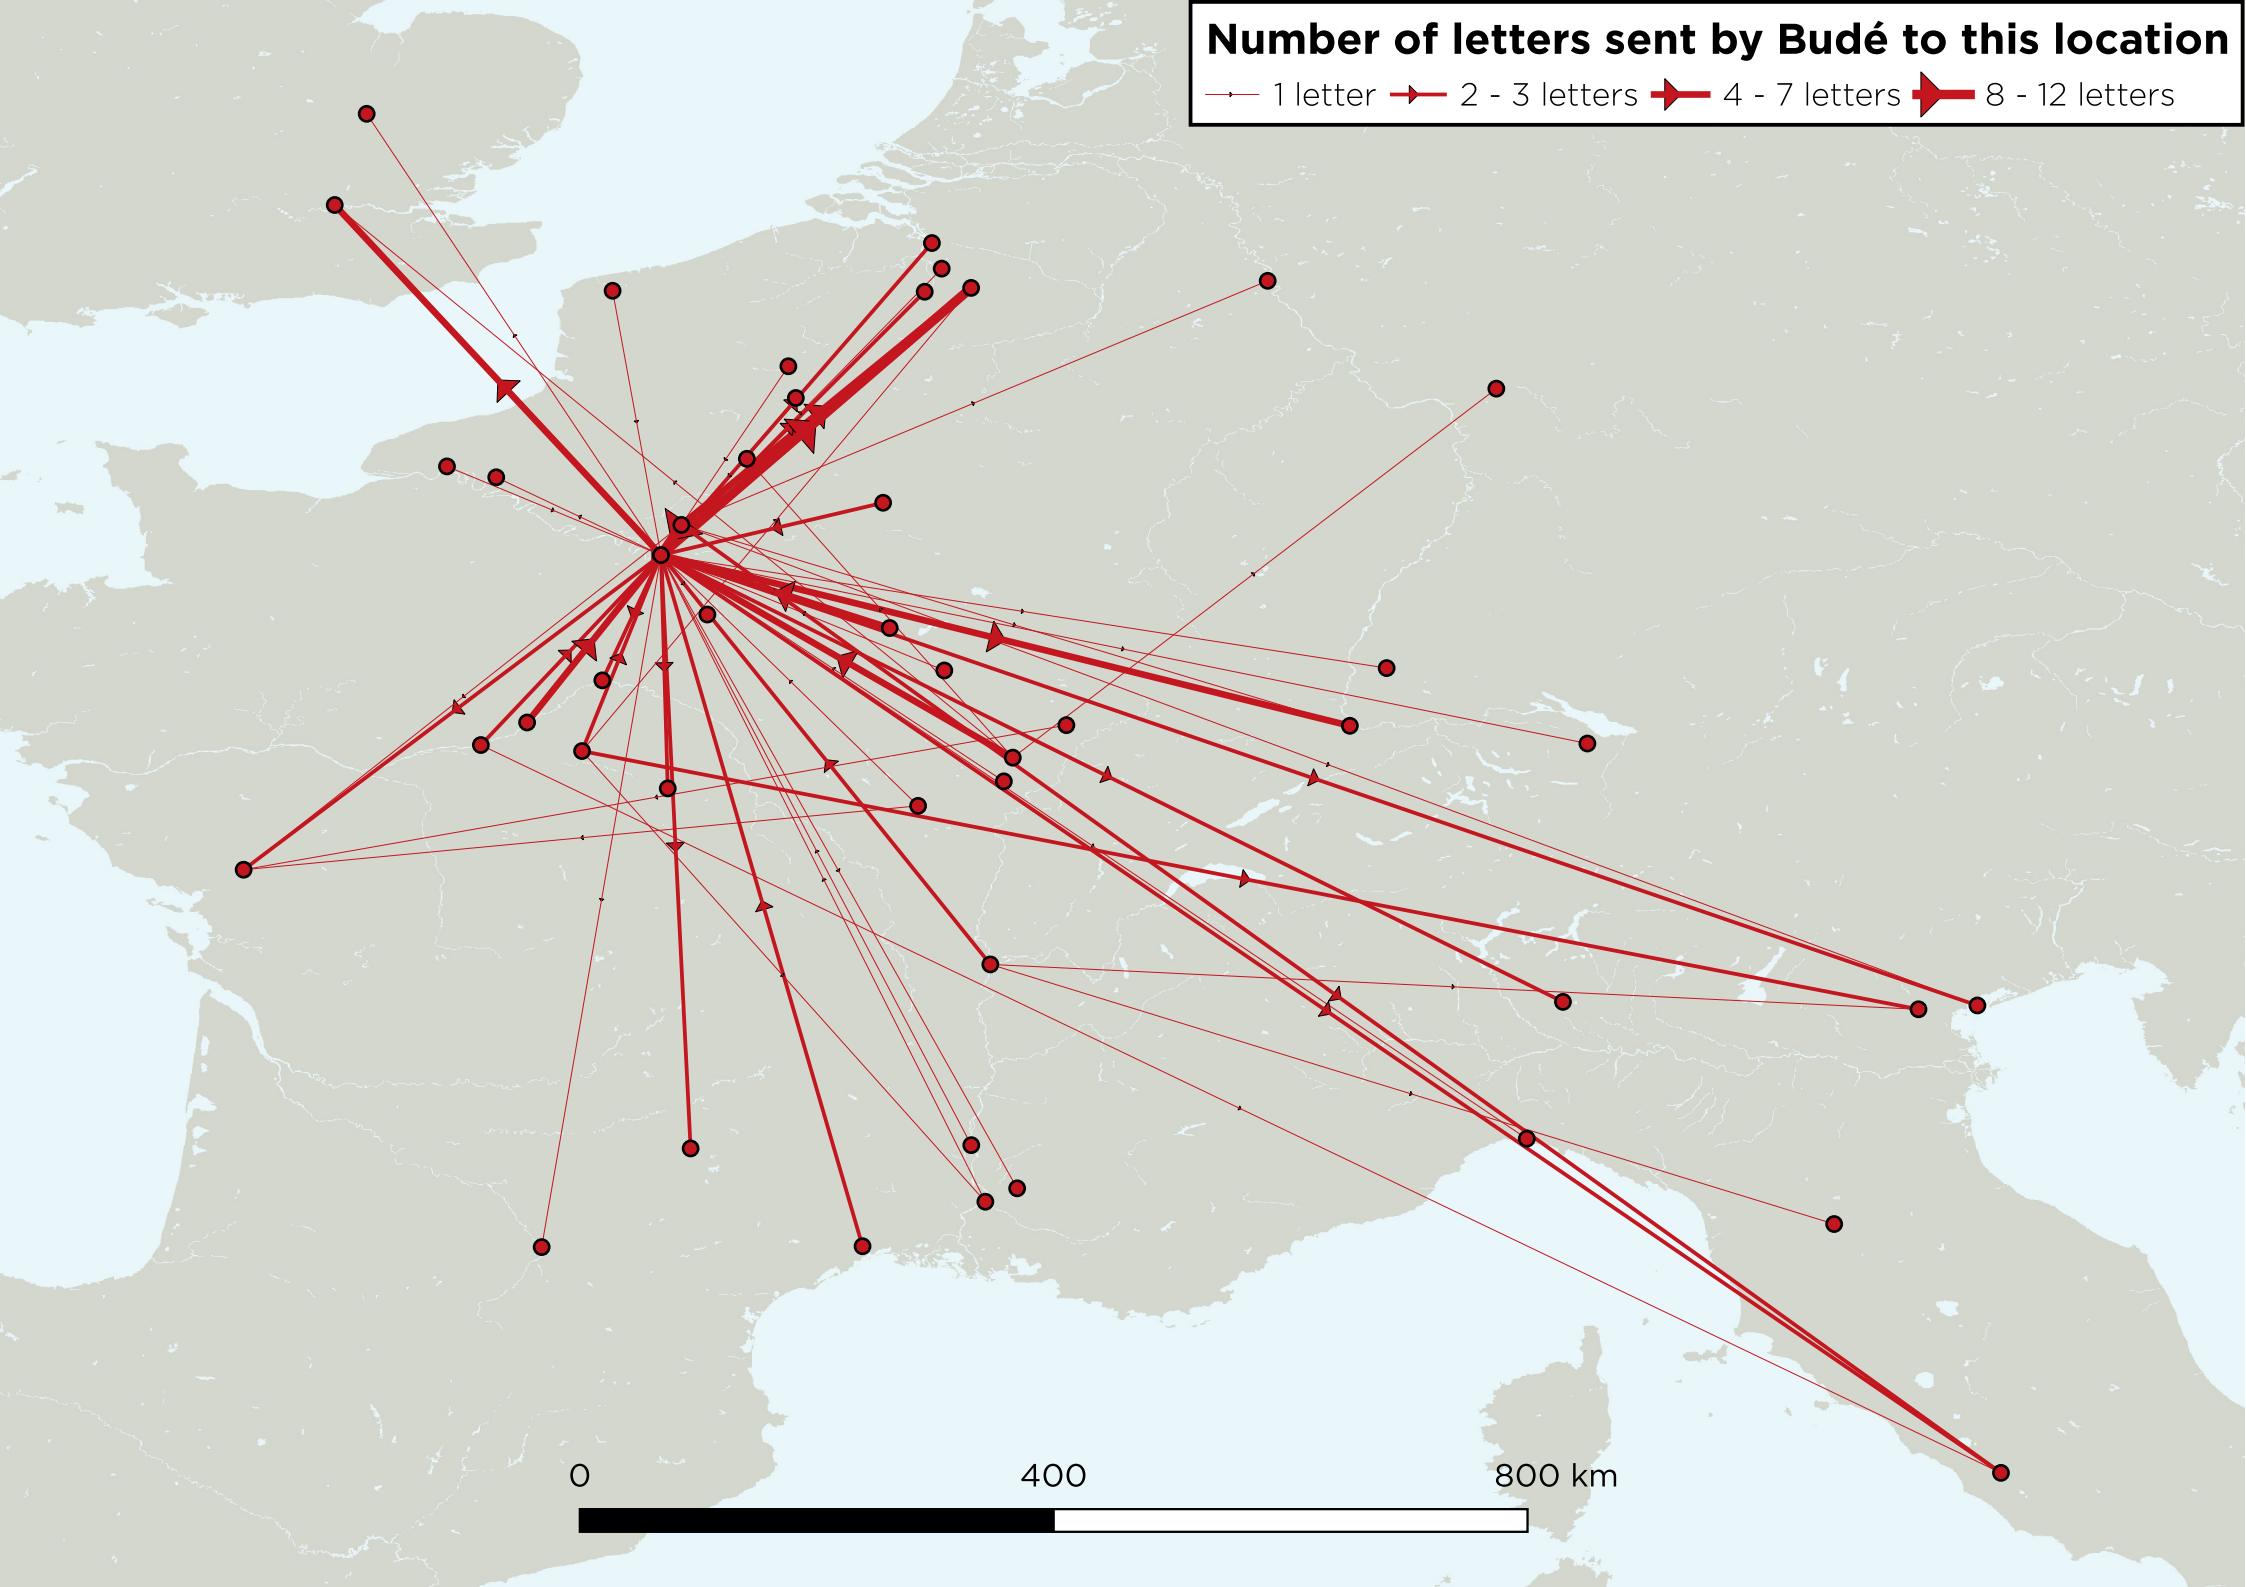 Number of letters sent by Budé to this location
1 letter 2 - 3 letters 4 - 7 letters 8 - 12 letters
0 400 800 km